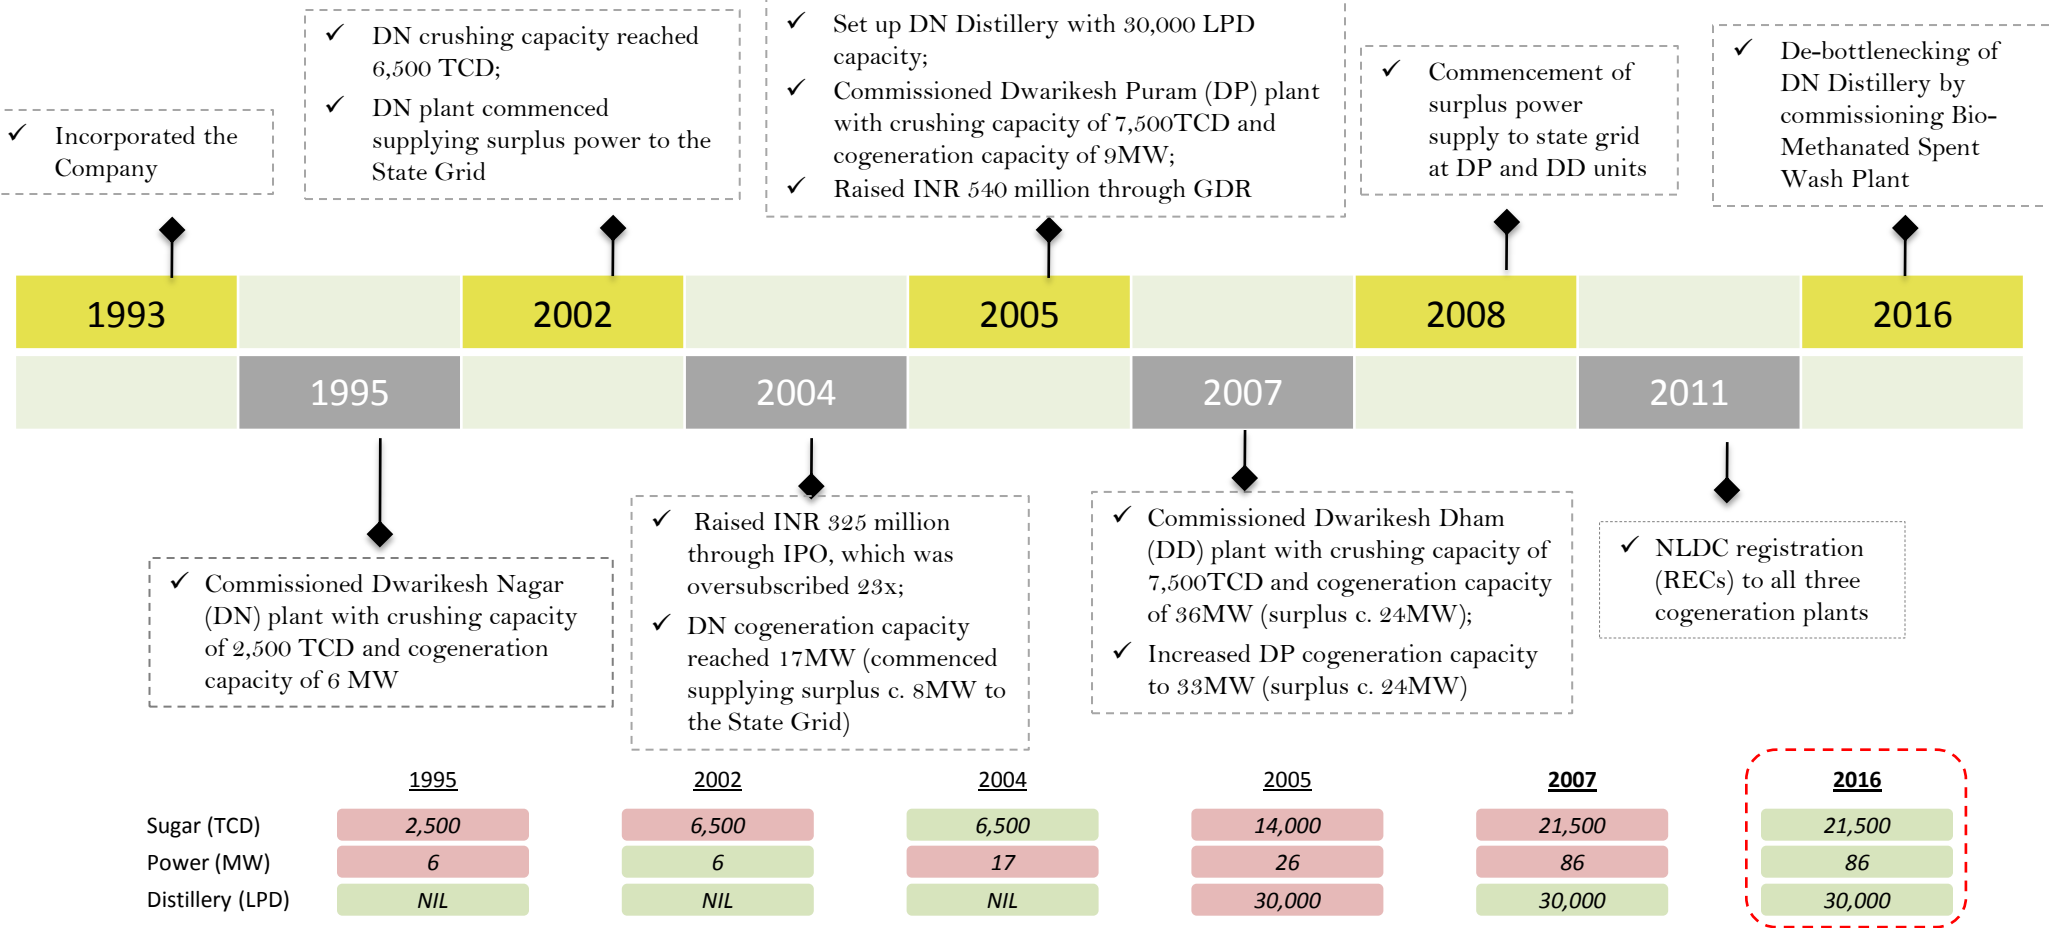 ✓ Incorporated the
Company
✓ DN crushing capacity reached
6,500 TCD;
✓ DN plant commenced
supplying surplus power to the
State Grid
✓ Set up DN Distillery with 30,000 LPD
capacity;
✓ Commissioned Dwarikesh Puram (DP) plant
with crushing capacity of 7,500TCD and
cogeneration capacity of 9MW;
✓ Raised INR 540 million through GDR
✓ Commencement of
surplus power
supply to state grid
at DP and DD units
✓ De-bottlenecking of
DN Distillery by
commissioning Bio-
Methanated Spent
Wash Plant
1993 2002 2005 2008 2016
1995 2004 2007 2011
✓ Commissioned Dwarikesh Nagar
(DN) plant with crushing capacity
of 2,500 TCD and cogeneration
capacity of 6 MW
✓ Raised INR 325 million
through IPO, which was
oversubscribed 23x;
✓ DN cogeneration capacity
reached 17MW (commenced
supplying surplus c. 8MW to
the State Grid)
✓ Commissioned Dwarikesh Dham
(DD) plant with crushing capacity of
7,500TCD and cogeneration capacity
of 36MW (surplus c. 24MW);
✓ Increased DP cogeneration capacity
to 33MW (surplus c. 24MW)
✓ NLDC registration
(RECs) to all three
cogeneration plants
1995 2002 2004 2005 2007 2016
Sugar (TCD) 2,500 6,500 6,500 14,000 21,500 21,500
Power (MW) 6 6 17 26 86 86
Distillery (LPD) NIL NIL NIL 30,000 30,000 30,000